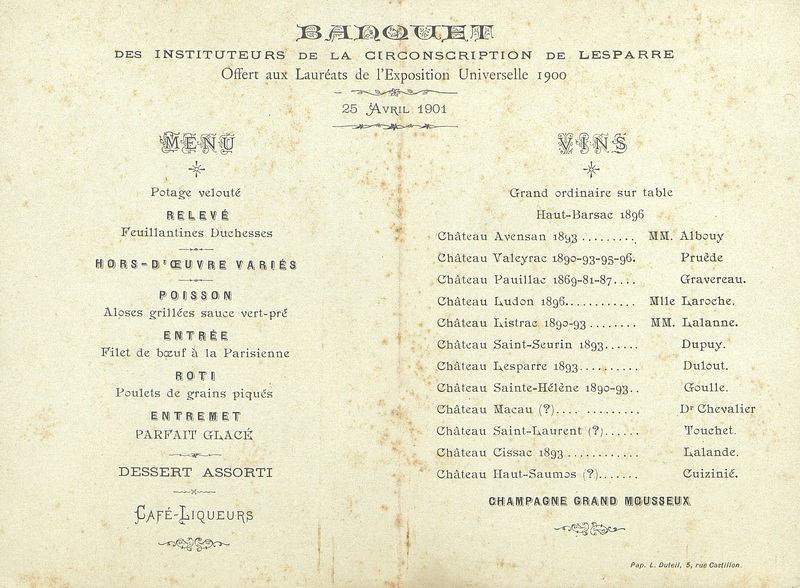 BANQUET
DES INSTITUTEURS DE LA CIRCONSCRIPTION DE LESPARRE
Offert aux Lauréats de l'Exposition Universelle 1900
25 Avril 1901
MENU
Potage velouté
RELEVÉ
Feuillantines Duchesses
HORS-D'ŒUVRE VARIÉS
POISSON
Aloses grillées sauce vert-pré
ENTRÉE
Filet de bœuf à la Parisienne
ROTI
Poulets de grains piqués
ENTREMET
PARFAIT GLACÉ
DESSERT ASSORTI
CAFÉ-LIQUEURS
VINS
Grand ordinaire sur table
Haut-Barsac 1896
Château Avensan 1893 ......... MM. Albouy
Château Valeyrac 1890-93-95-96. Pruède
Château Pauillac 1869-81-87.... Gravereau.
Château Ludon 1896............ Mlle Laroche.
Château Listrac 1890-93 ........ MM. Lalanne.
Château Saint-Seurin 1893...... Dupuy.
Château Lesparre 1893.......... Dulout.
Château Sainte-Hélène 1890-93.. Goulle.
Château Macau (?).... ......... Dr Chevalier
Château Saint-Laurent (?)...... Touchet.
Château Cissac 1893 ............ Lalande.
Château Haut-Saumos (?)....... Cuizinié.
CHAMPAGNE GRAND MOUSSEUX
Pap. L. Duteil, 5, rue Castillon.